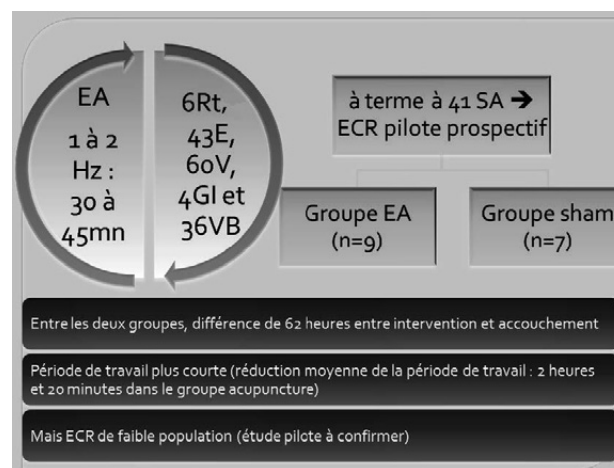 EA
1 à 2
Hz :
30 à
45mn
6Rt,
43E,
60V,
4GI et
36VB
à terme à 41 SA ➔
ECR pilote prospectif
Groupe EA
(n=9)
Groupe sham
(n=7)
Entre les deux groupes, différence de 62 heures entre intervention et accouchement
Période de travail plus courte (réduction moyenne de la période de travail : 2 heures
et 20 minutes dans le groupe acupuncture)
Mais ECR de faible population (étude pilote à confirmer)